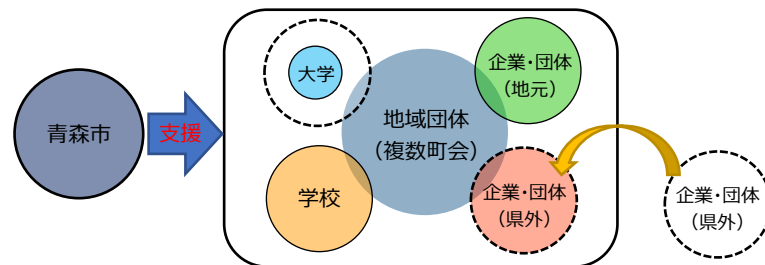 青森市
支援
大学
学校
地域団体
（複数町会）
企業・団体
（地元）
企業・団体
（県外）
企業・団体
（県外）